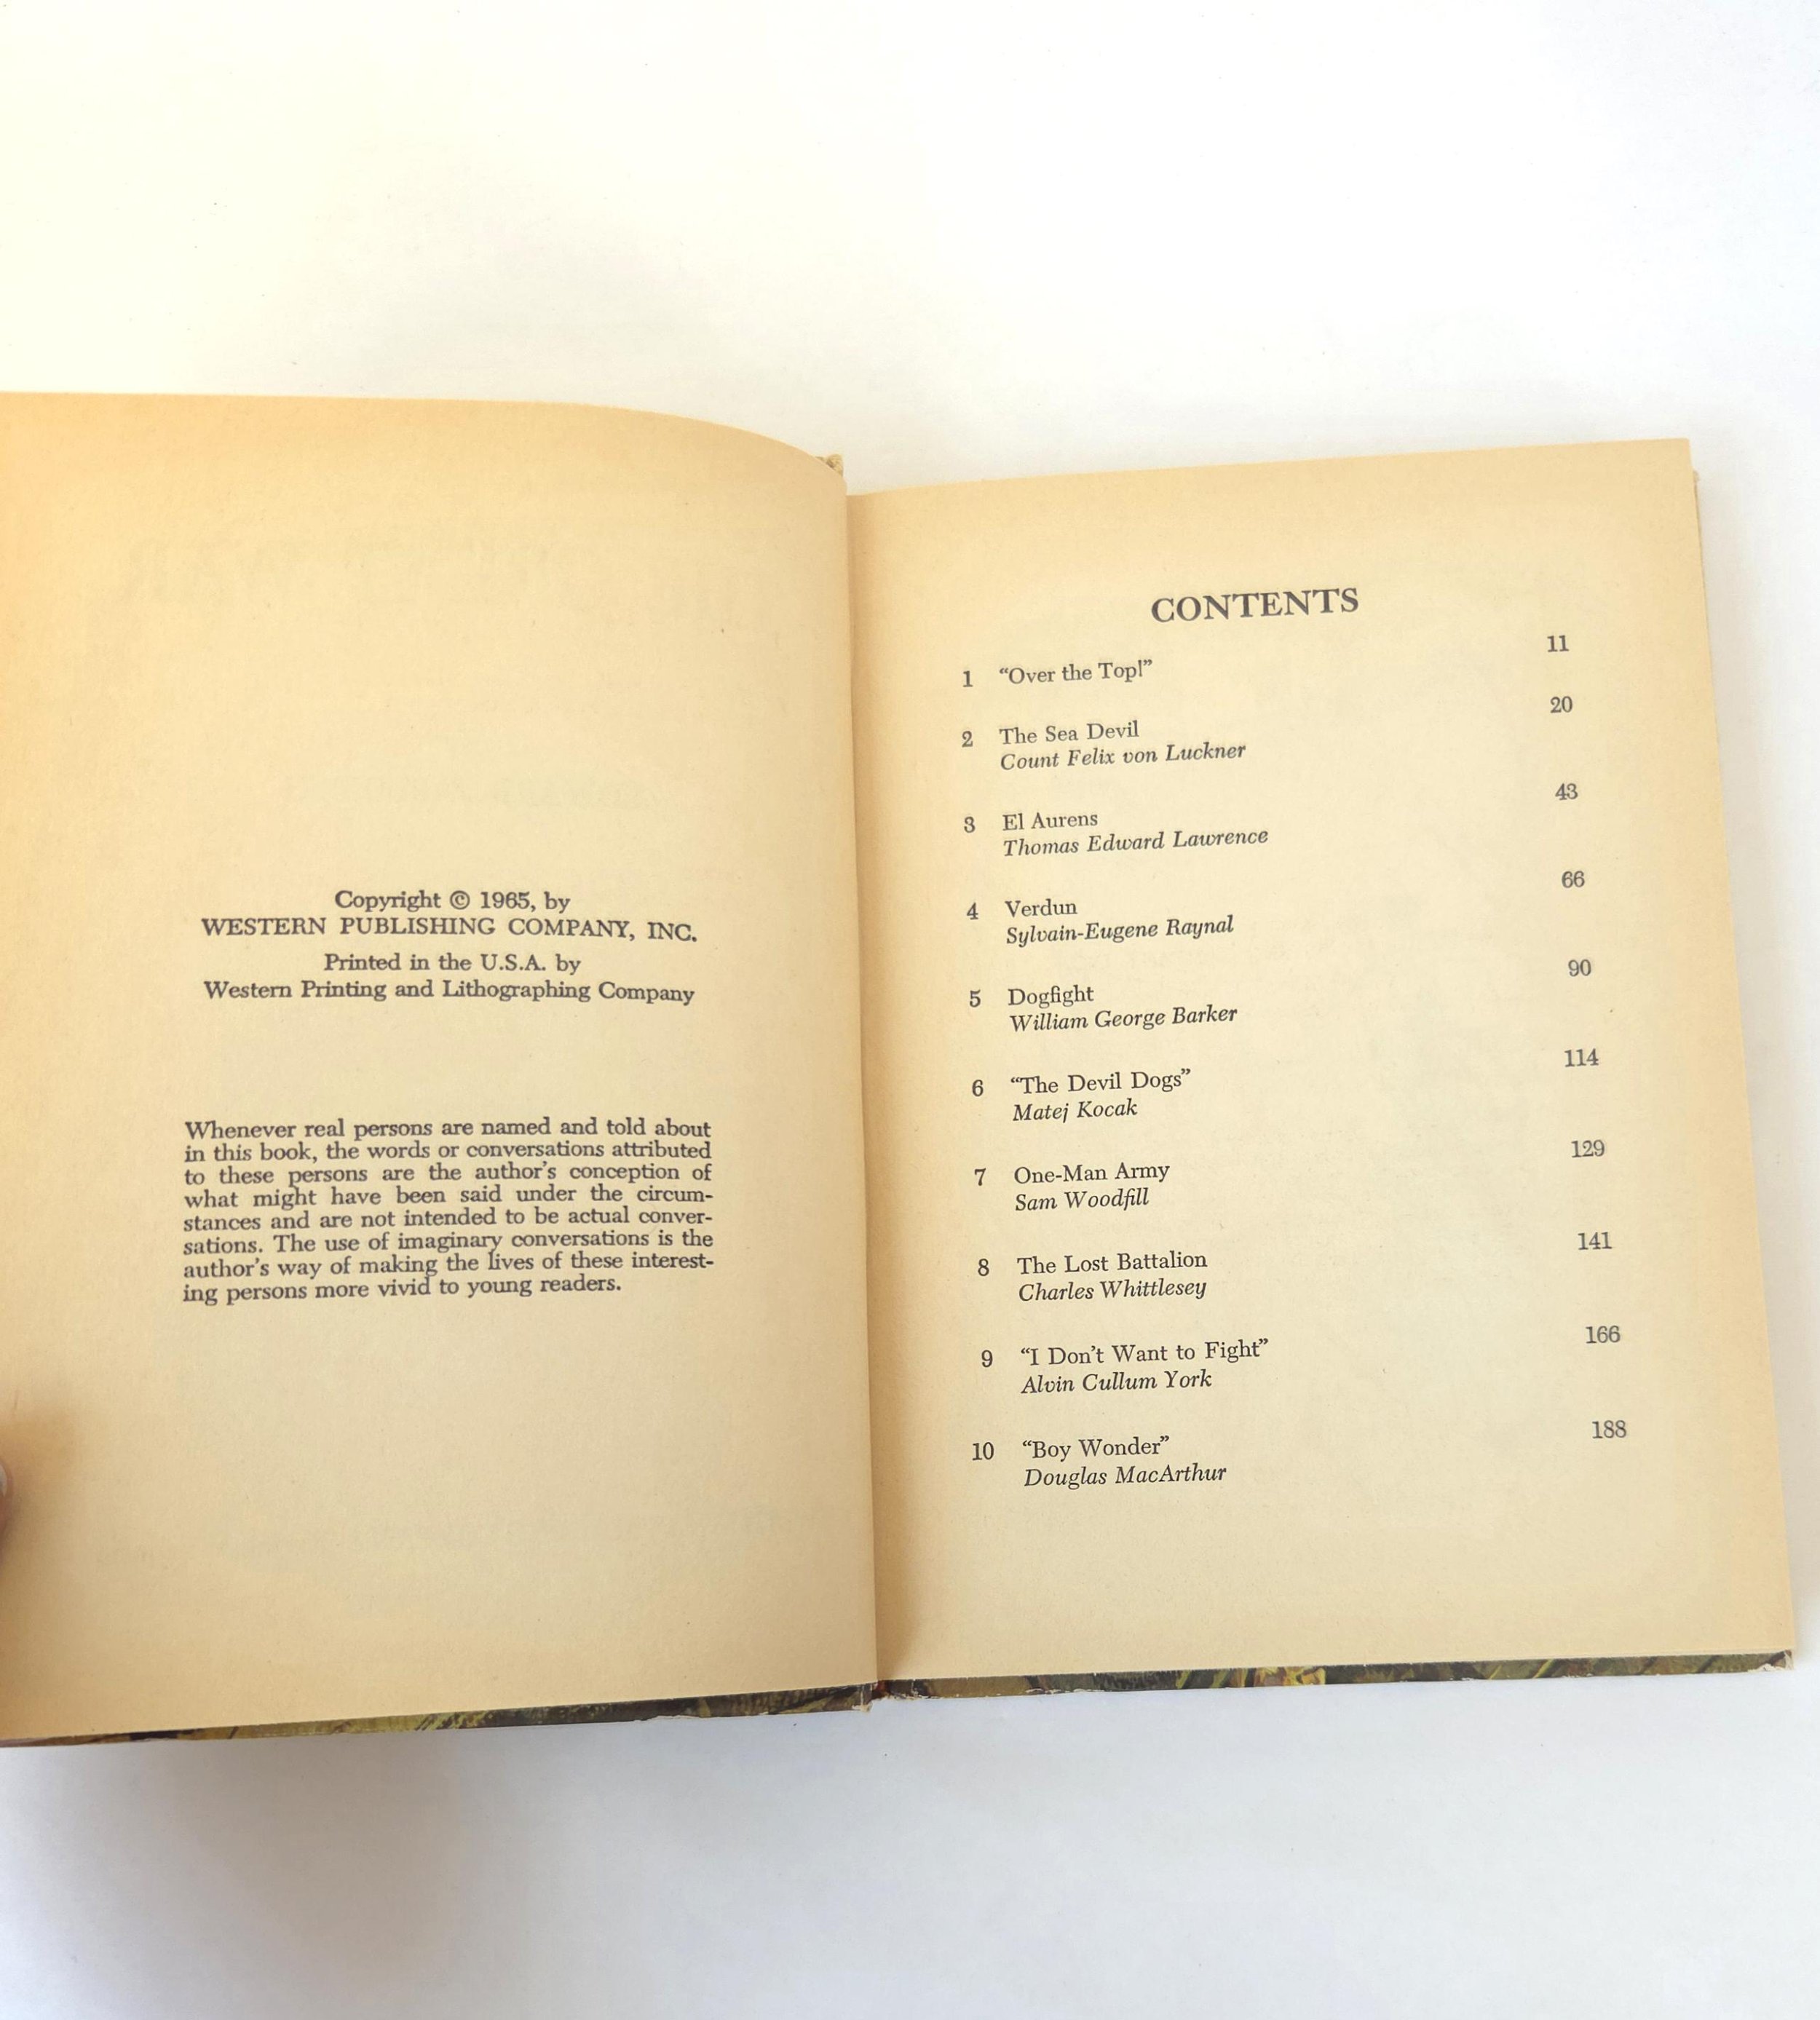 Copyright © 1965, by
WESTERN PUBLISHING COMPANY, INC.
Printed in the U.S.A. by
Western Printing and Lithographing Company
Whenever real persons are named and told about
in this book, the words or conversations attributed
to these persons are the author's conception of
what might have been said under the circum-
stances and are not intended to be actual conver-
sations. The use of imaginary conversations is the
author's way of making the lives of these interest-
ing persons more vivid to young readers.
CONTENTS
1 “Over the Top!” 11
2 The Sea Devil 20
Count Felix von Luckner
3 El Aurens 43
Thomas Edward Lawrence
4 Verdun 66
Sylvain-Eugene Raynal
5 Dogfight 90
William George Barker
6 “The Devil Dogs” 114
Matej Kocak
7 One-Man Army 129
Sam Woodfill
8 The Lost Battalion 141
Charles Whittlesey
9 “I Don't Want to Fight” 166
Alvin Cullum York
10 “Boy Wonder” 188
Douglas MacArthur